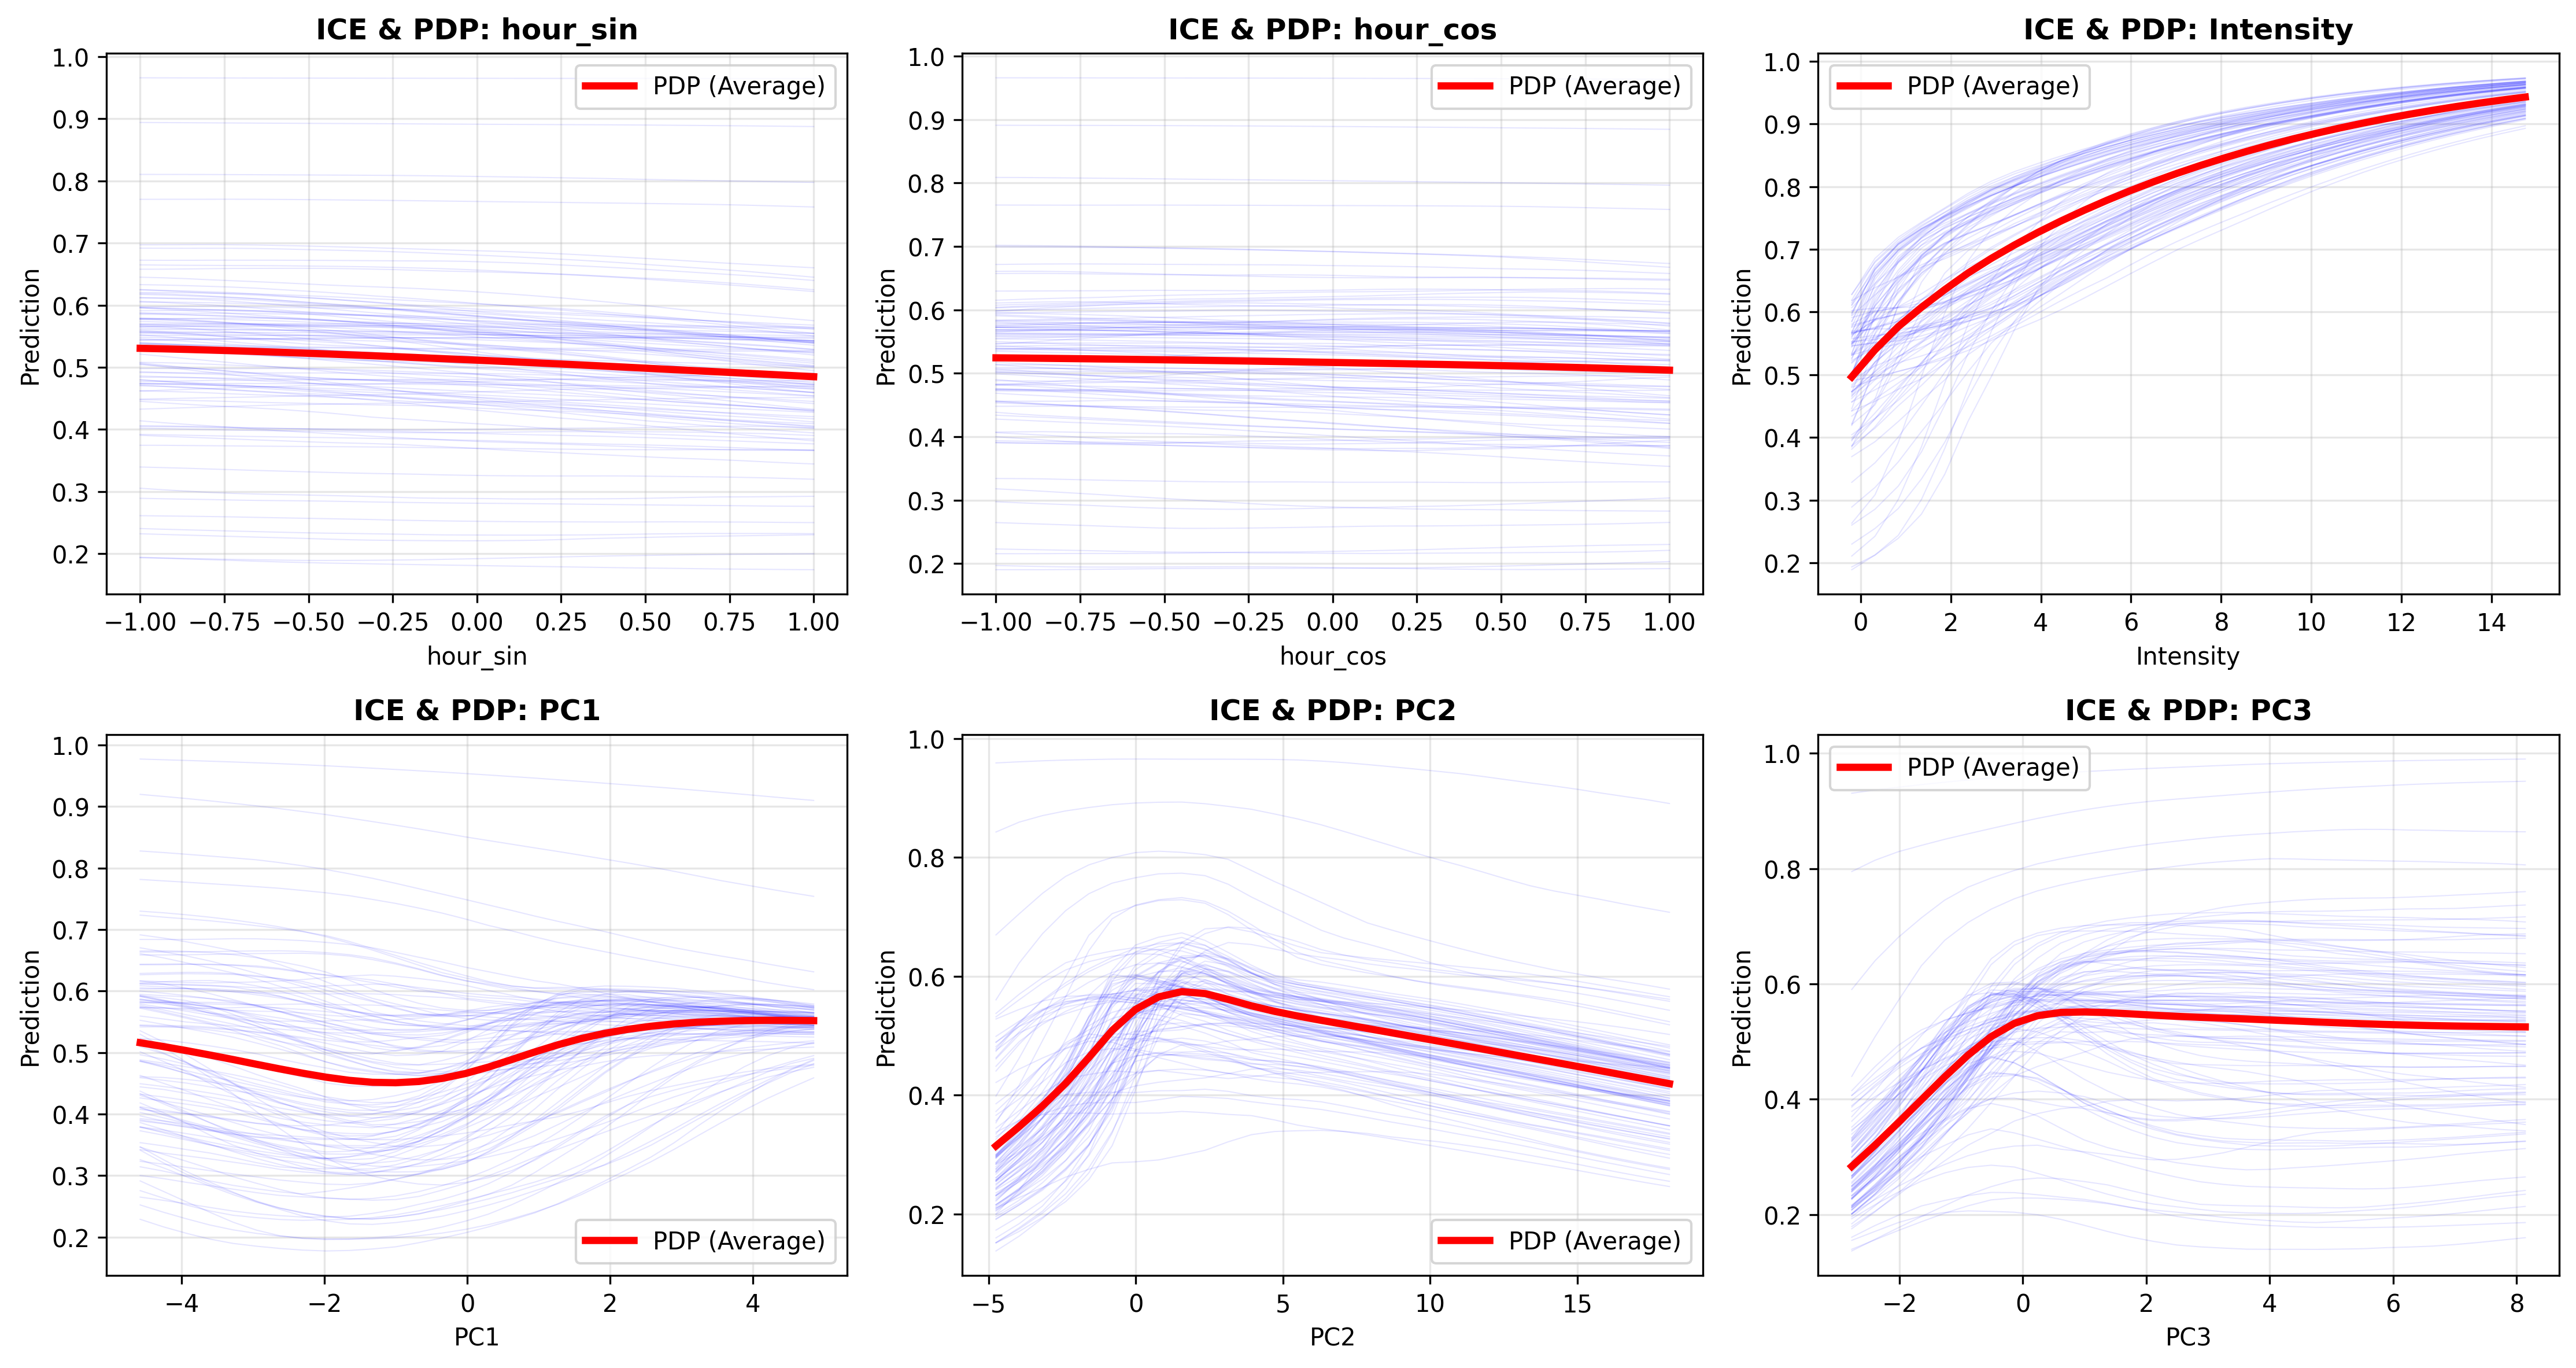 ICE & PDP: hour_sin
1.0
0.9
0.8
0.7
0.6
0.5
0.4
0.3
0.2
Prediction
PDP (Average)
−1.00 −0.75 −0.50 −0.25 0.00 0.25 0.50 0.75 1.00
hour_sin
ICE & PDP: hour_cos
1.0
0.9
0.8
0.7
0.6
0.5
0.4
0.3
0.2
Prediction
PDP (Average)
−1.00 −0.75 −0.50 −0.25 0.00 0.25 0.50 0.75 1.00
hour_cos
ICE & PDP: Intensity
1.0
0.9
0.8
0.7
0.6
0.5
0.4
0.3
0.2
Prediction
PDP (Average)
0 2 4 6 8 10 12 14
Intensity
ICE & PDP: PC1
1.0
0.9
0.8
0.7
0.6
0.5
0.4
0.3
0.2
Prediction
PDP (Average)
−4 −2 0 2 4
PC1
ICE & PDP: PC2
1.0
0.8
0.6
0.4
0.2
Prediction
PDP (Average)
−5 0 5 10 15
PC2
ICE & PDP: PC3
1.0
0.8
0.6
0.4
0.2
Prediction
PDP (Average)
−2 0 2 4 6 8
PC3